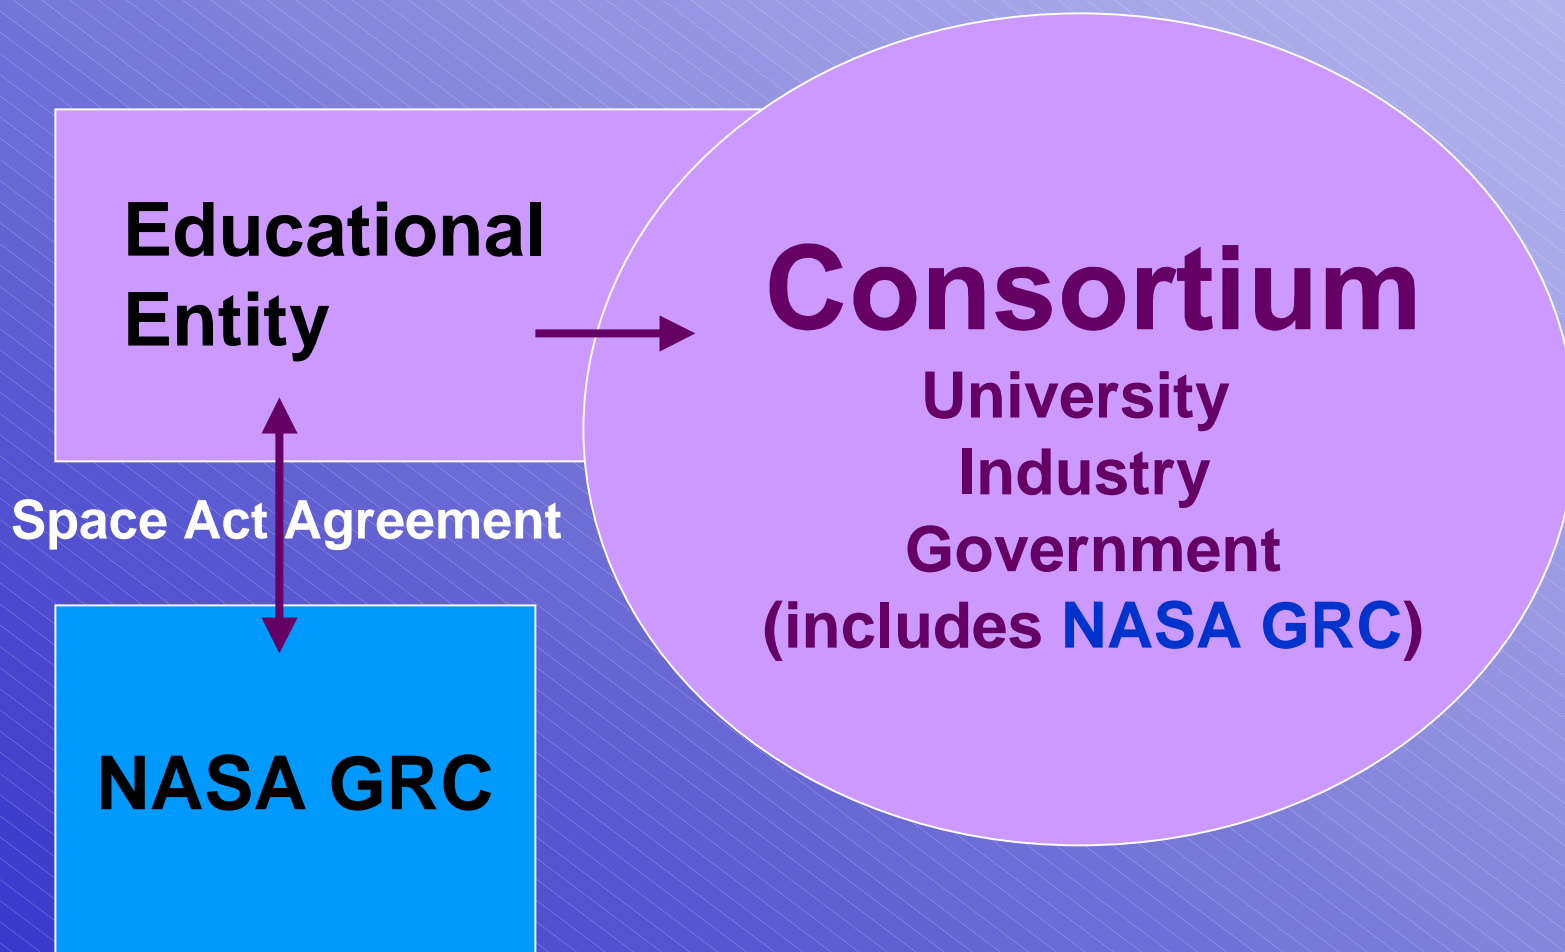 Educational
Entity
Space Act Agreement
NASA GRC
Consortium
University
Industry
Government
(includes NASA GRC)